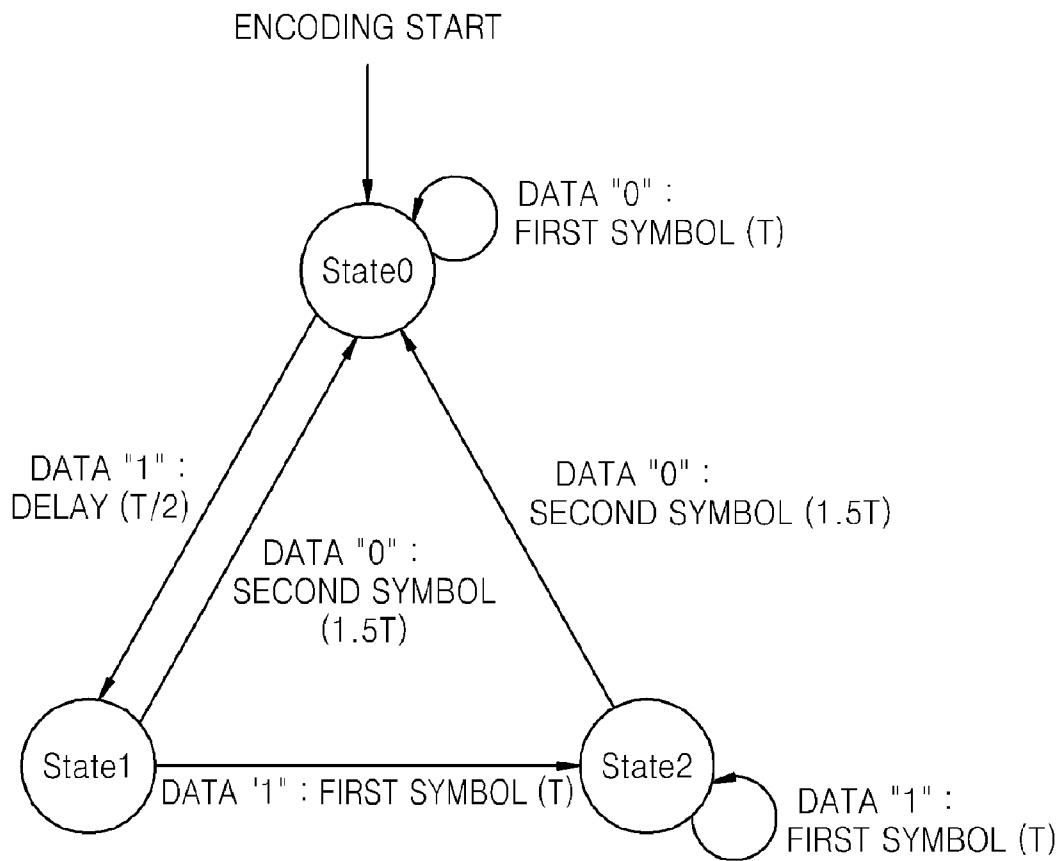 ENCODING START
DATA "0" :
FIRST SYMBOL (T)
State0
DATA "1" :
DELAY (T/2)
DATA "0" :
SECOND SYMBOL (1.5T)
DATA "0" :
SECOND SYMBOL
(1.5T)
State1
State2
DATA '1" : FIRST SYMBOL (T)
DATA "1" :
FIRST SYMBOL (T)